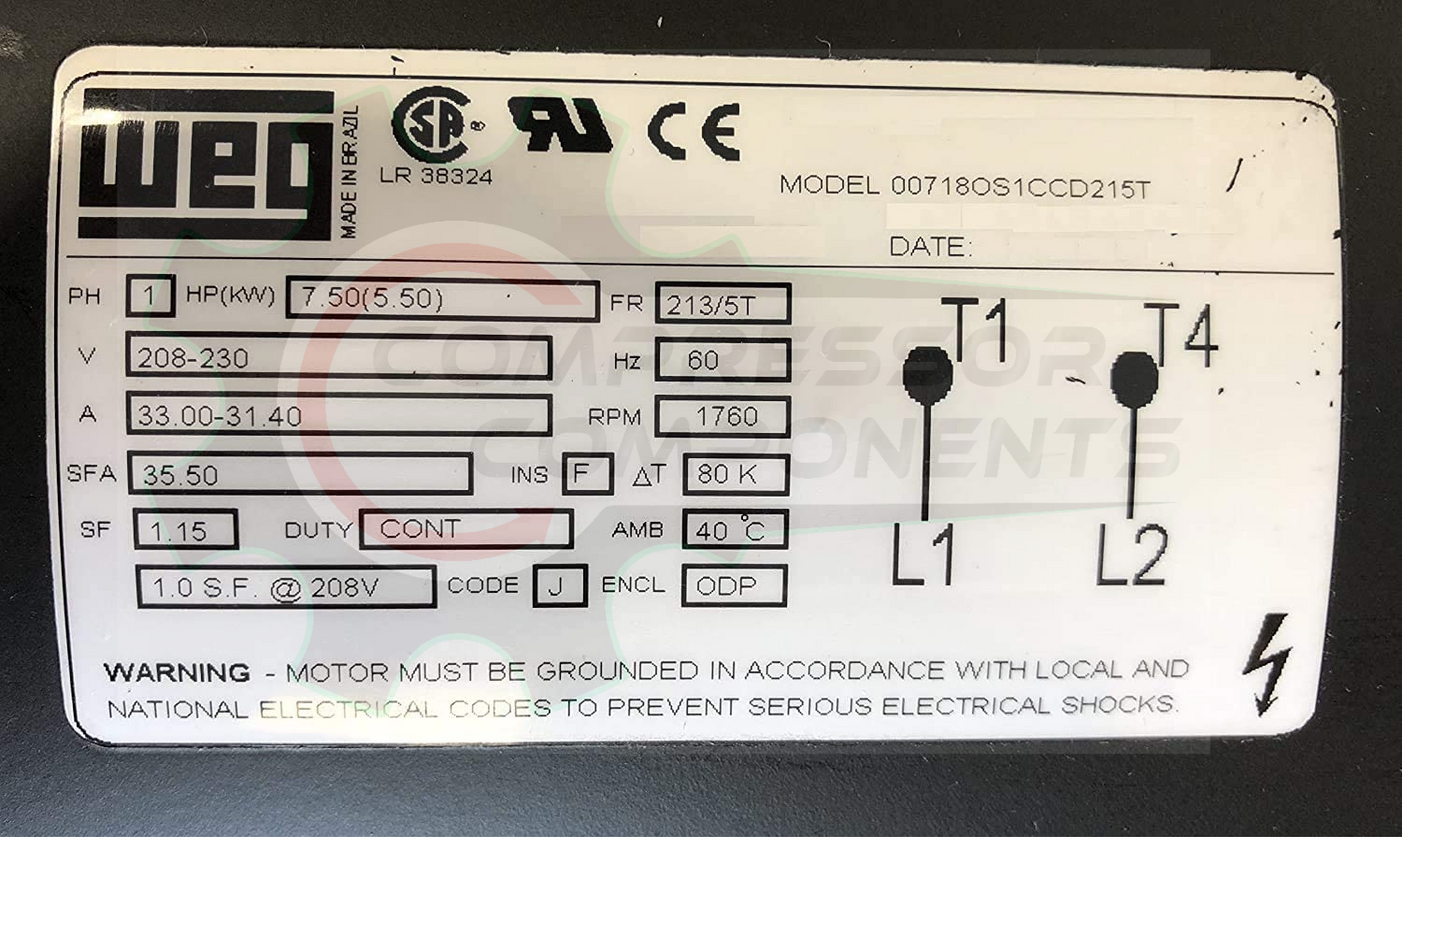 weg
MADE IN BRAZIL
SA ®
LR 38324
RU
CE
MODEL 00718OS1CCD215T
DATE:
PH 1 HP(KW) 7.50(5.50) FR 213/5T
V 208-230 Hz 60
A 33.00-31.40 RPM 1760
SFA 35.50 INS F ΔT 80 K
SF 1.15 DUTY CONT AMB 40 °C
1.0 S.F. @ 208V CODE J ENCL ODP
T1 T4
L1 L2
COMPRESSOR
COMPONENTS
WARNING - MOTOR MUST BE GROUNDED IN ACCORDANCE WITH LOCAL AND
NATIONAL ELECTRICAL CODES TO PREVENT SERIOUS ELECTRICAL SHOCKS.